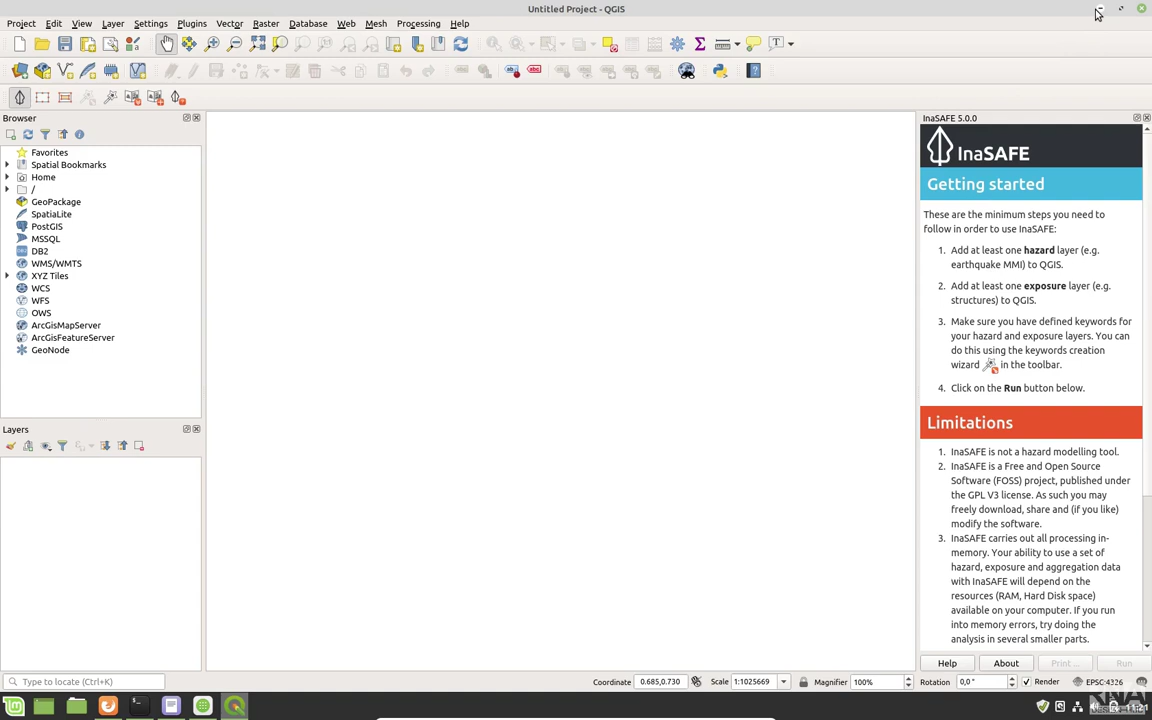 Untitled Project - QGIS
Project Edit View Layer Settings Plugins Vector Raster Database Web Mesh Processing Help
Browser
Favorites
Spatial Bookmarks
Home
/
GeoPackage
SpatiaLite
PostGIS
MSSQL
DB2
WMS/WMTS
XYZ Tiles
WCS
WFS
OWS
ArcGisMapServer
ArcGisFeatureServer
GeoNode
Layers
InaSAFE 5.0.0
InaSAFE
Getting started
These are the minimum steps you need to
follow in order to use InaSAFE:
1. Add at least one hazard layer (e.g.
earthquake MMI) to QGIS.
2. Add at least one exposure layer (e.g.
structures) to QGIS.
3. Make sure you have defined keywords for
your hazard and exposure layers. You can
do this using the keywords creation
wizard in the toolbar.
4. Click on the Run button below.
Limitations
1. InaSAFE is not a hazard modelling tool.
2. InaSAFE is a Free and Open Source
Software (FOSS) project, published under
the GPL V3 license. As such you may
freely download, share and (if you like)
modify the software.
3. InaSAFE carries out all processing in-
memory. Your ability to use a set of
hazard, exposure and aggregation data
with InaSAFE will depend on the
resources (RAM, Hard Disk space)
available on your computer. If you run
into memory errors, try doing the
analysis in several smaller parts.
Help About Print ... Run
Type to locate (Ctrl+K) Coordinate 0.685,0.730 Scale 1:1025669 Magnifier 100% Rotation 0,0° Render EPSG:4326
11:21